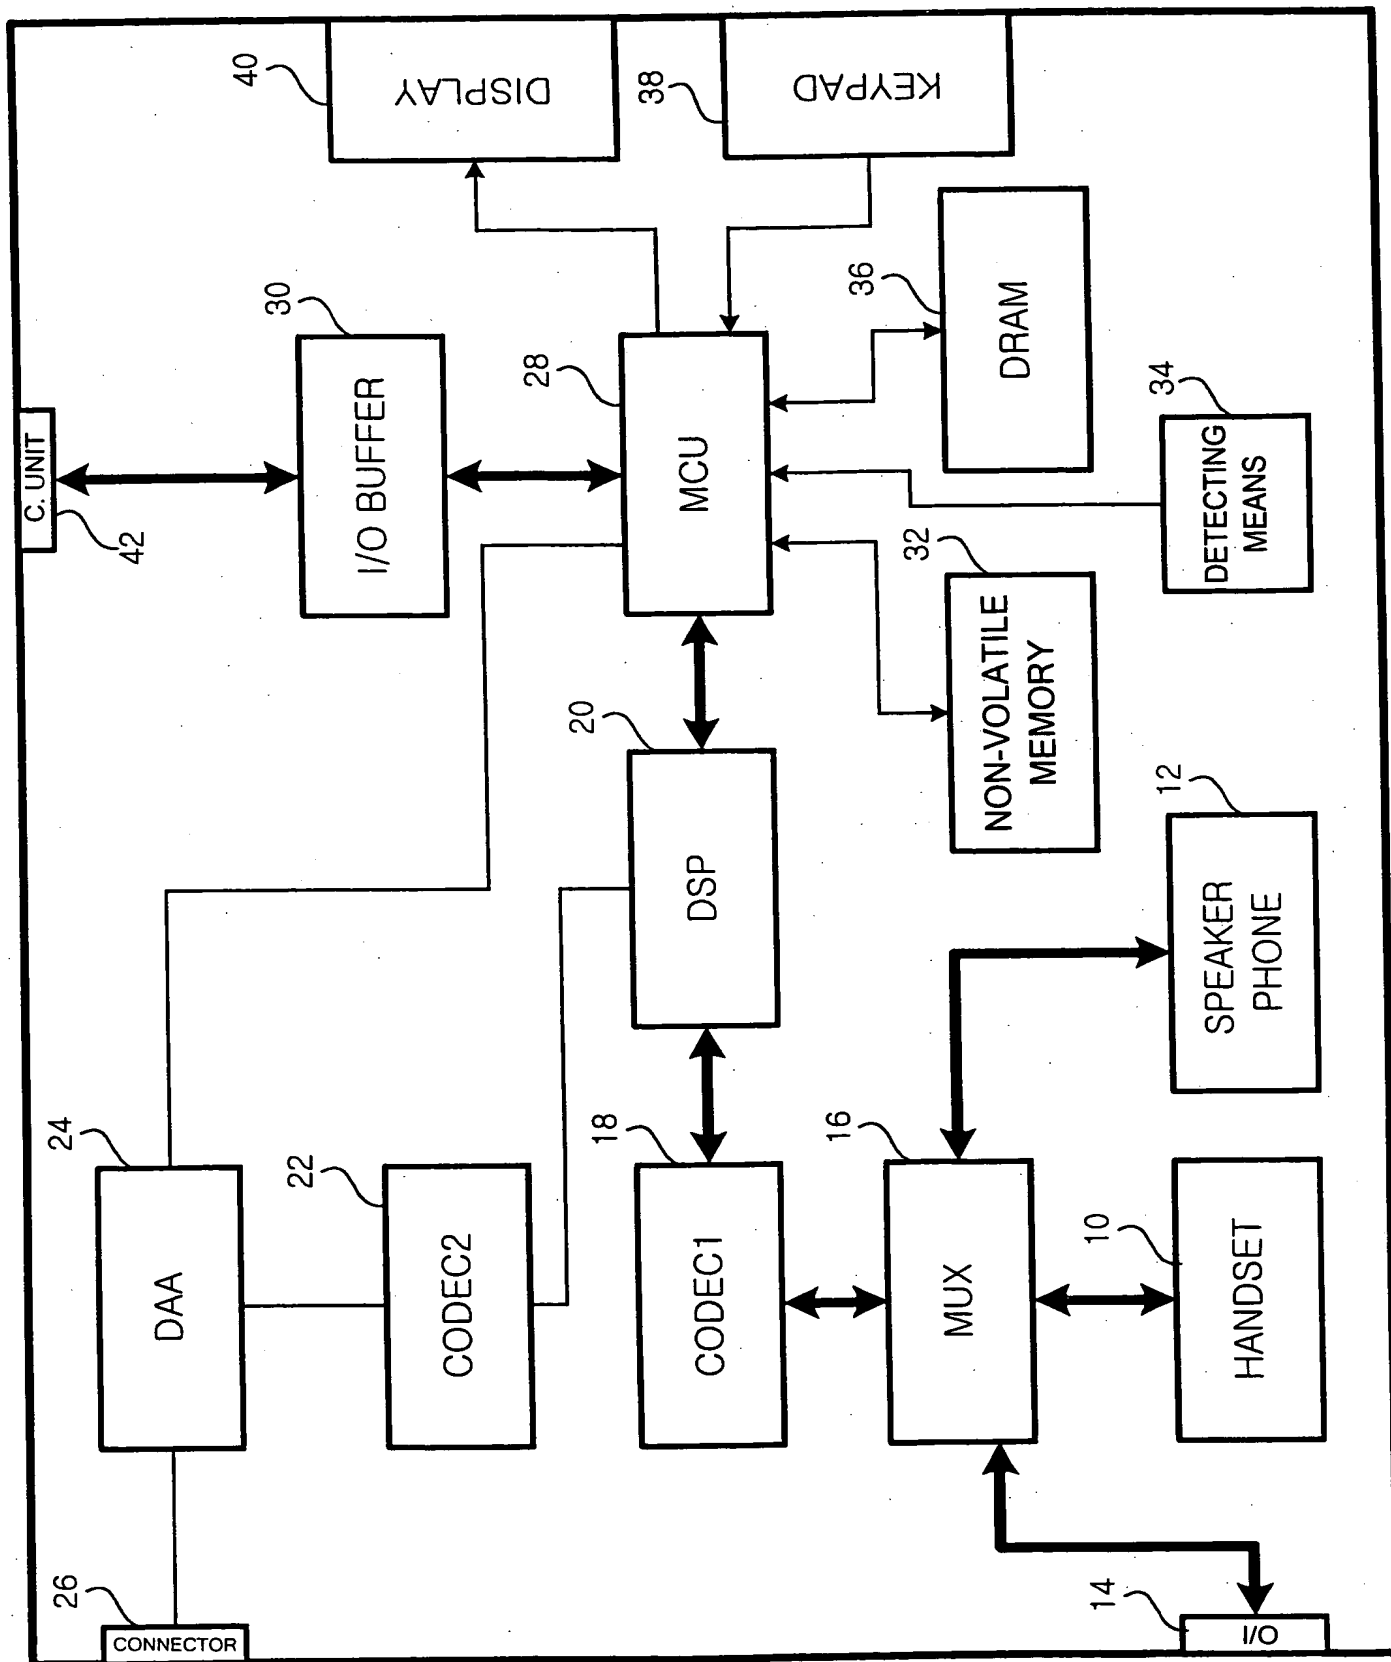 40
DISPLAY
38
KEYPAD
C. UNIT
42
30
I/O BUFFER
28
MCU
36
DRAM
34
DETECTING
MEANS
32
NON-VOLATILE
MEMORY
20
DSP
12
SPEAKER
PHONE
24
DAA
22
CODEC2
18
CODEC1
16
MUX
10
HANDSET
26
CONNECTOR
14
I/O